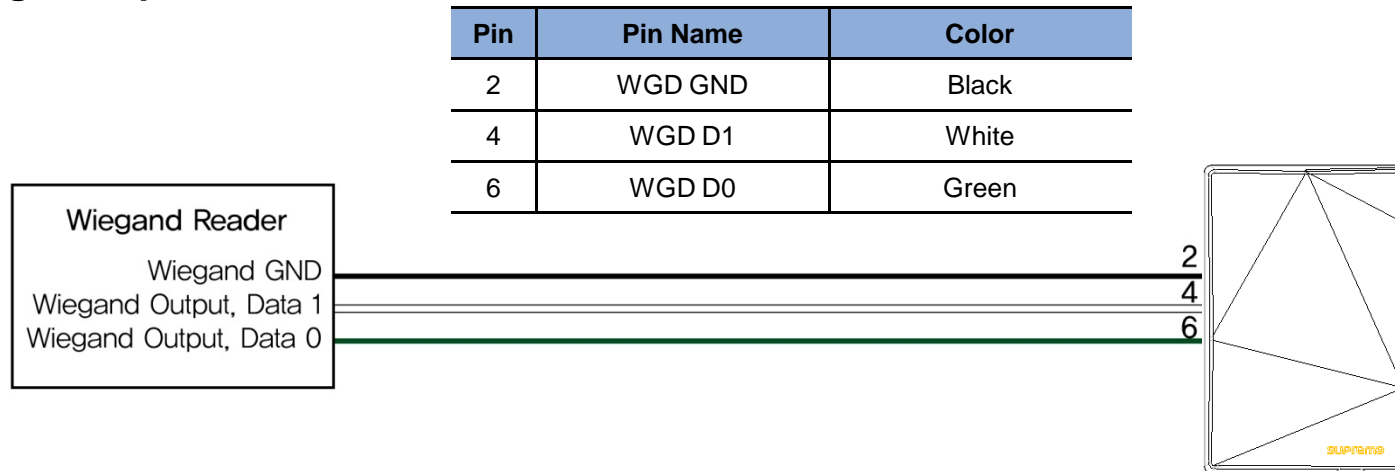 Pin Pin Name Color
2 WGD GND Black
4 WGD D1 White
6 WGD D0 Green
Wiegand Reader
Wiegand GND
Wiegand Output, Data 1
Wiegand Output, Data 0
2
4
6
suprema